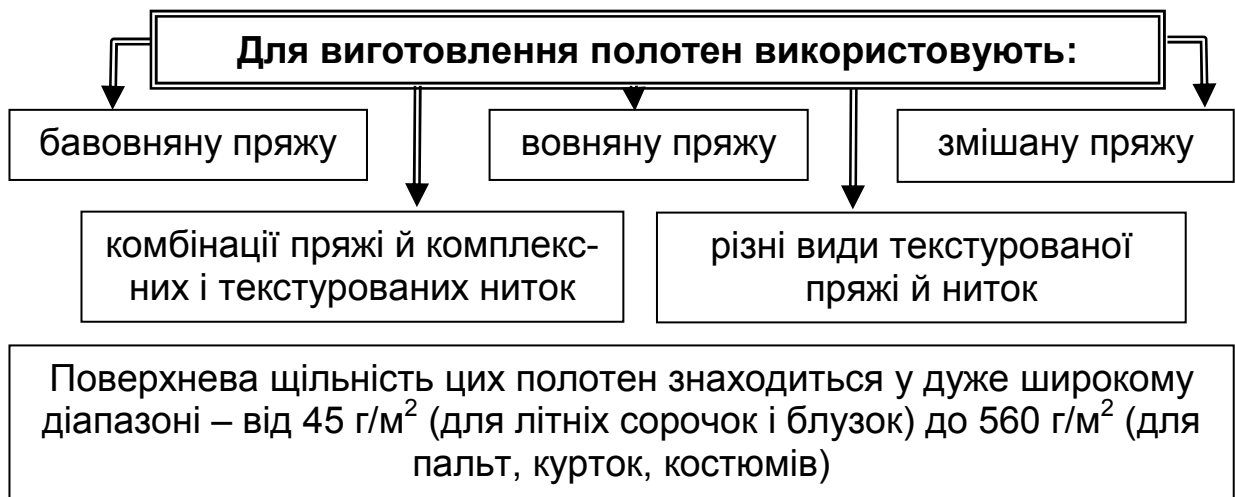 Для виготовлення полотен використовують:
бавовняну пряжу
вовняну пряжу
змішану пряжу
комбінації пряжі й комплекс-
них і текстурованих ниток
різні види текстурованої
пряжі й ниток
Поверхнева щільність цих полотен знаходиться у дуже широкому
діапазоні – від 45 г/м² (для літніх сорочок і блузок) до 560 г/м² (для
пальт, курток, костюмів)